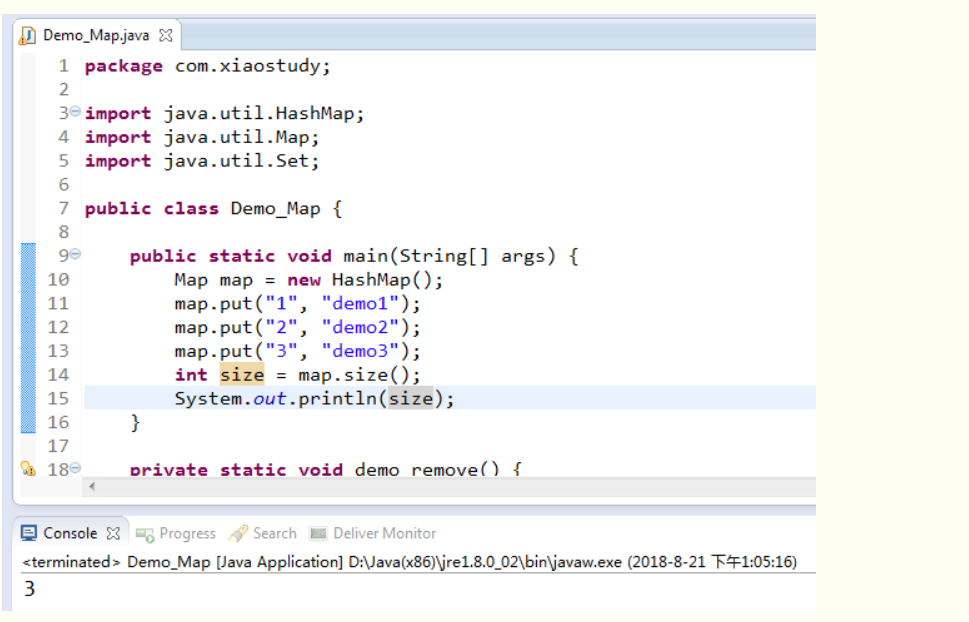 Demo_Map.java
1 package com.xiaostudy;
2
3 import java.util.HashMap;
4 import java.util.Map;
5 import java.util.Set;
6
7 public class Demo_Map {
8
9     public static void main(String[] args) {
10         Map map = new HashMap();
11         map.put("1", "demo1");
12         map.put("2", "demo2");
13         map.put("3", "demo3");
14         int size = map.size();
15         System.out.println(size);
16     }
17
18     private static void demo_remove() {
Console Progress Search Deliver Monitor
<terminated> Demo_Map [Java Application] D:\Java(x86)\jre1.8.0_02\bin\javaw.exe (2018-8-21 下午1:05:16)
3